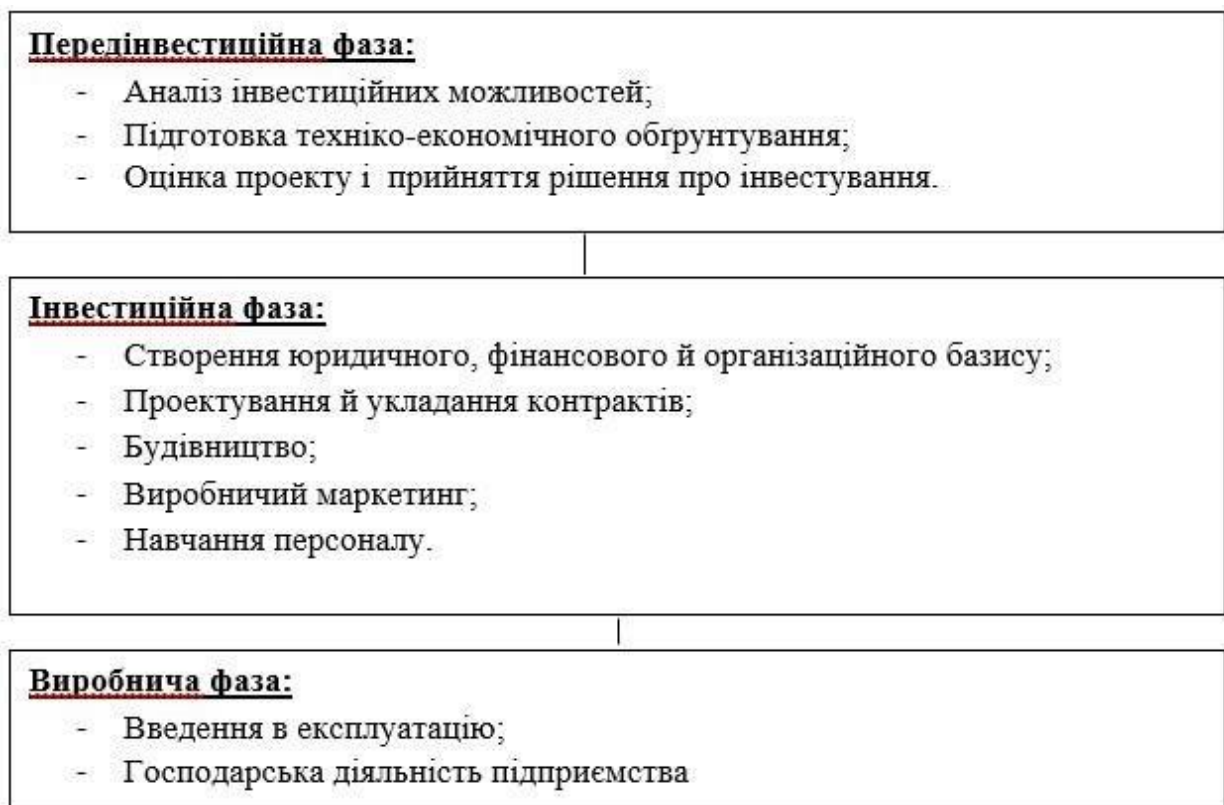 Передінвестиційна фаза:
- Аналіз інвестиційних можливостей;
- Підготовка техніко-економічного обґрунтування;
- Оцінка проекту і прийняття рішення про інвестування.
Інвестиційна фаза:
- Створення юридичного, фінансового й організаційного базису;
- Проектування й укладання контрактів;
- Будівництво;
- Виробничий маркетинг;
- Навчання персоналу.
Виробнича фаза:
- Введення в експлуатацію;
- Господарська діяльність підприємства